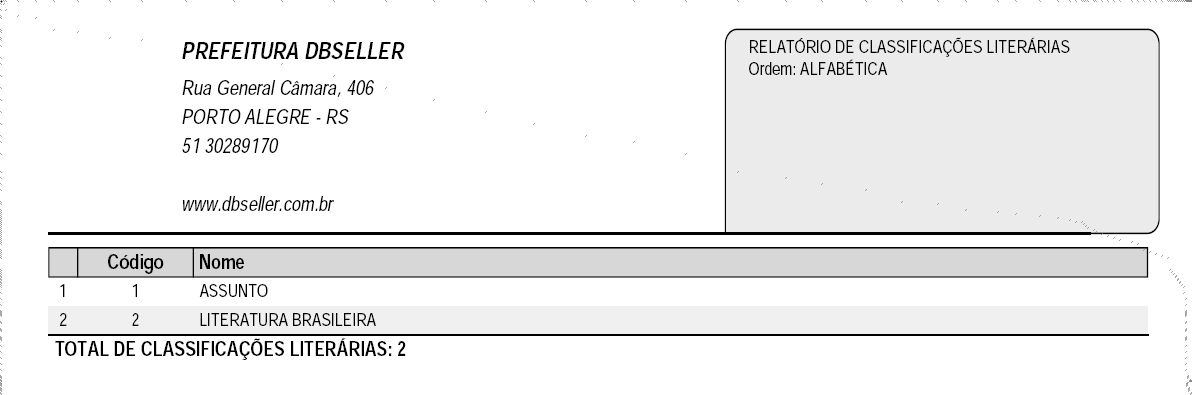 PREFEITURA DBSELLER
Rua General Câmara, 406
PORTO ALEGRE - RS
51 30289170
www.dbseller.com.br
RELATÓRIO DE CLASSIFICAÇÕES LITERÁRIAS
Ordem: ALFABÉTICA
Código Nome
1 1 ASSUNTO
2 2 LITERATURA BRASILEIRA
TOTAL DE CLASSIFICAÇÕES LITERÁRIAS: 2